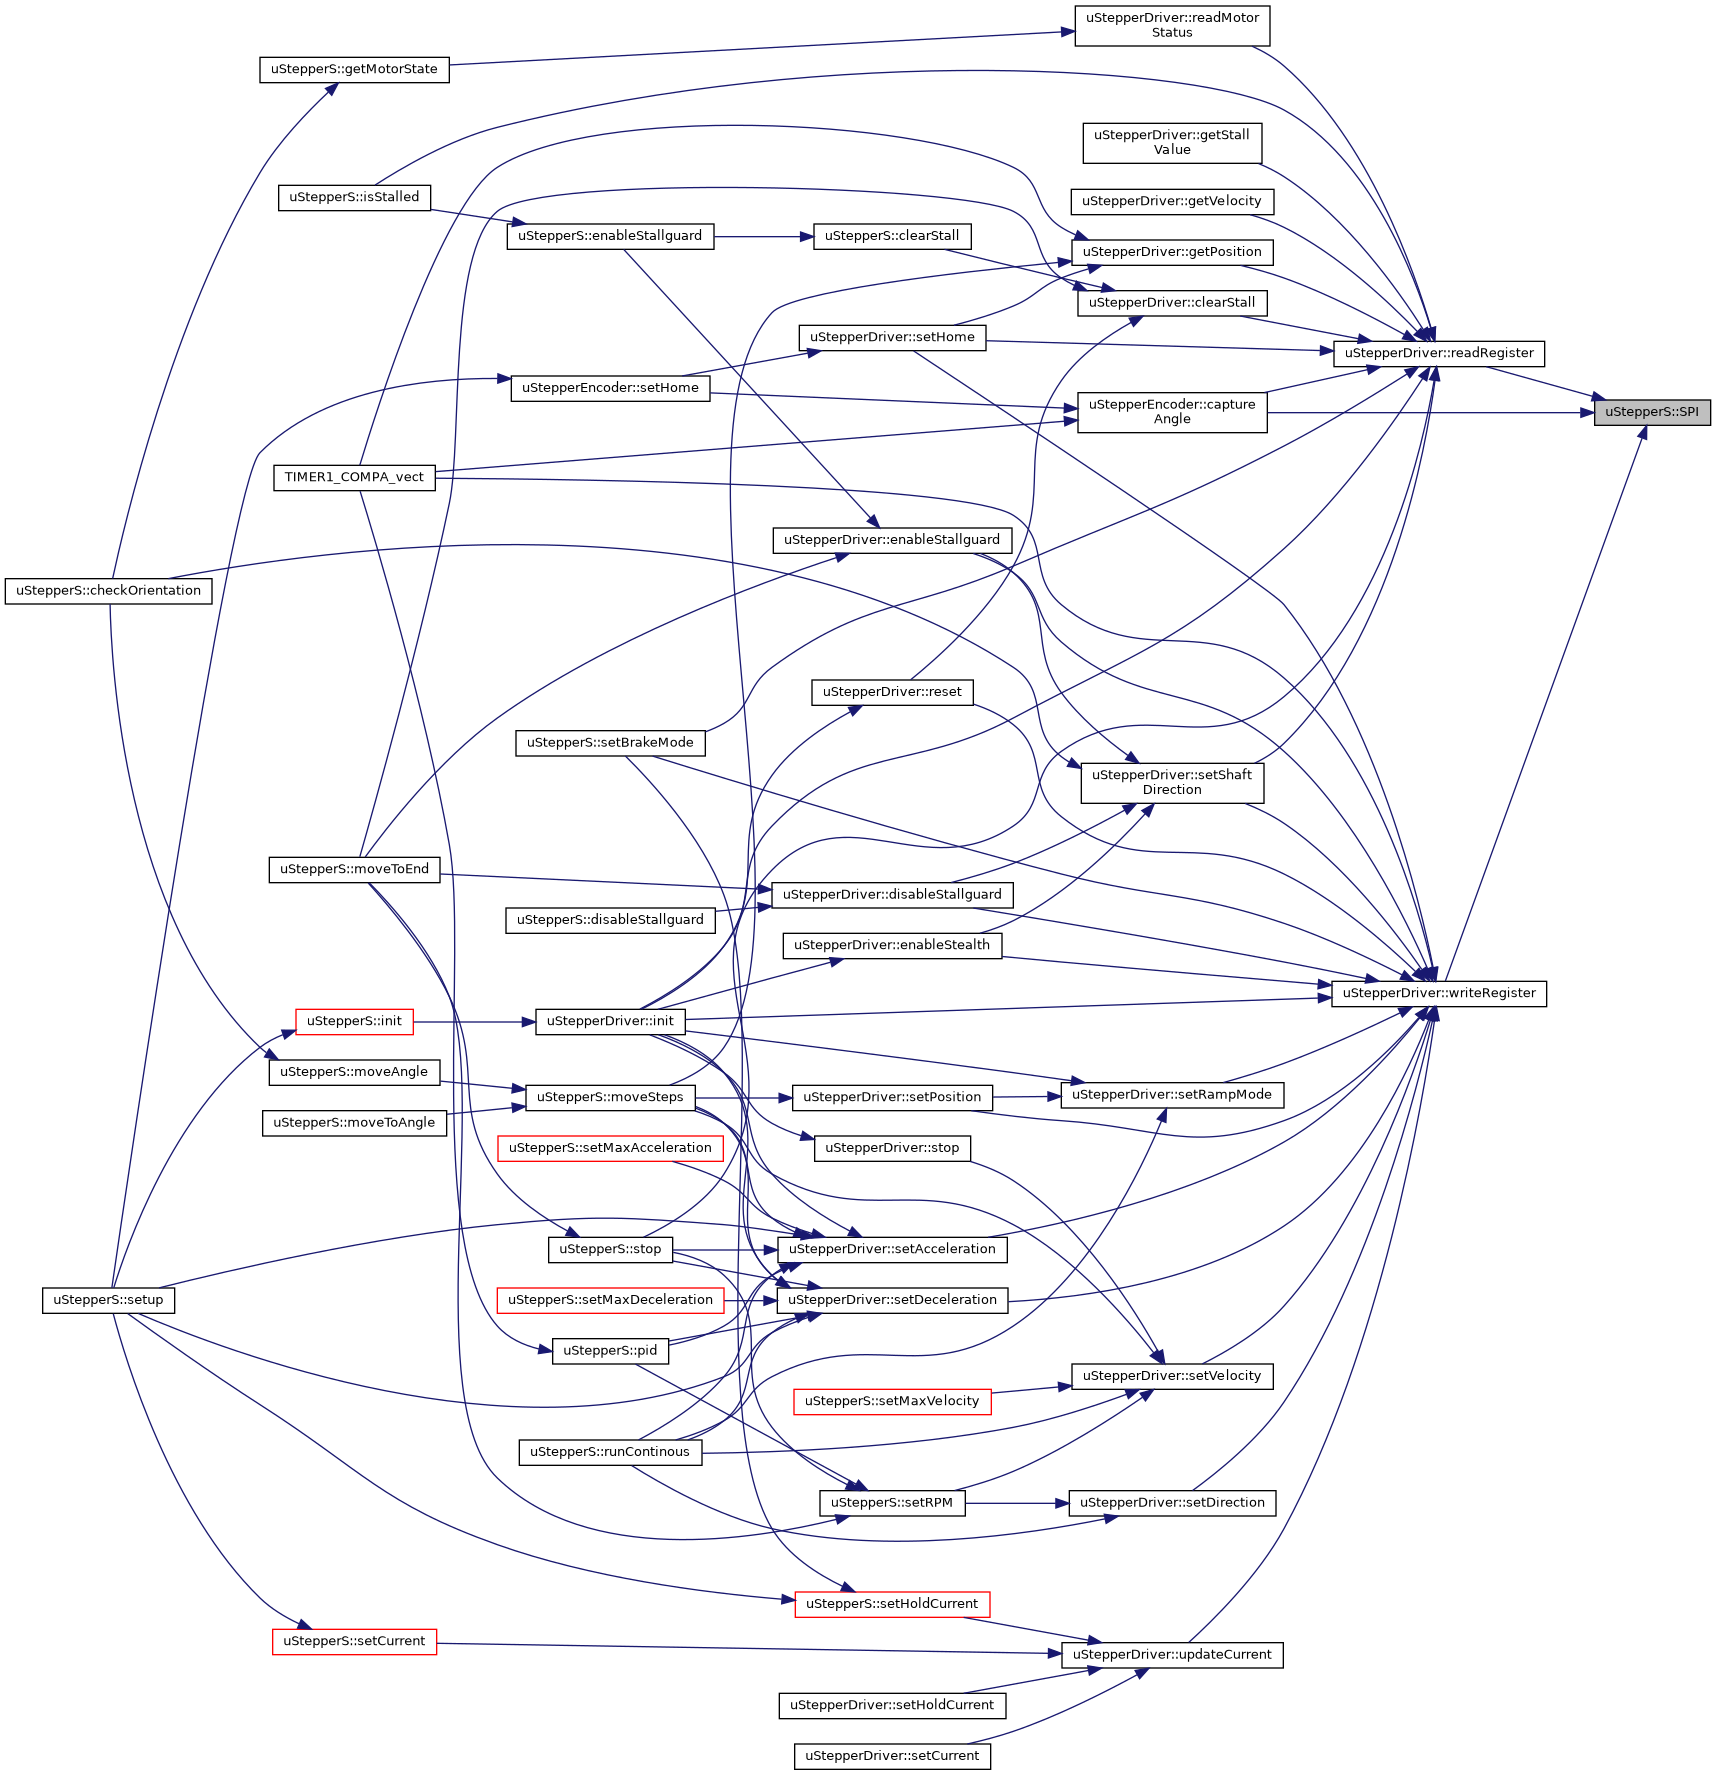 uStepperDriver::readMotor
Status
uStepperS::getMotorState
uStepperDriver::getStall
Value
uStepperS::isStalled
uStepperDriver::getVelocity
uStepperS::enableStallguard
uStepperS::clearStall
uStepperDriver::getPosition
uStepperDriver::clearStall
uStepperDriver::setHome
uStepperDriver::readRegister
uStepperEncoder::setHome
uStepperEncoder::capture
Angle
uStepperS::SPI
TIMER1_COMPA_vect
uStepperDriver::enableStallguard
uStepperS::checkOrientation
uStepperDriver::reset
uStepperS::setBrakeMode
uStepperDriver::setShaft
Direction
uStepperS::moveToEnd
uStepperDriver::disableStallguard
uStepperS::disableStallguard
uStepperDriver::enableStealth
uStepperDriver::writeRegister
uStepperS::init
uStepperDriver::init
uStepperS::moveAngle
uStepperS::moveSteps
uStepperDriver::setPosition
uStepperDriver::setRampMode
uStepperS::moveToAngle
uStepperS::setMaxAcceleration
uStepperDriver::stop
uStepperS::stop
uStepperDriver::setAcceleration
uStepperS::setup
uStepperS::setMaxDeceleration
uStepperDriver::setDeceleration
uStepperS::pid
uStepperDriver::setVelocity
uStepperS::setMaxVelocity
uStepperS::runContinous
uStepperS::setRPM
uStepperDriver::setDirection
uStepperS::setHoldCurrent
uStepperS::setCurrent
uStepperDriver::updateCurrent
uStepperDriver::setHoldCurrent
uStepperDriver::setCurrent